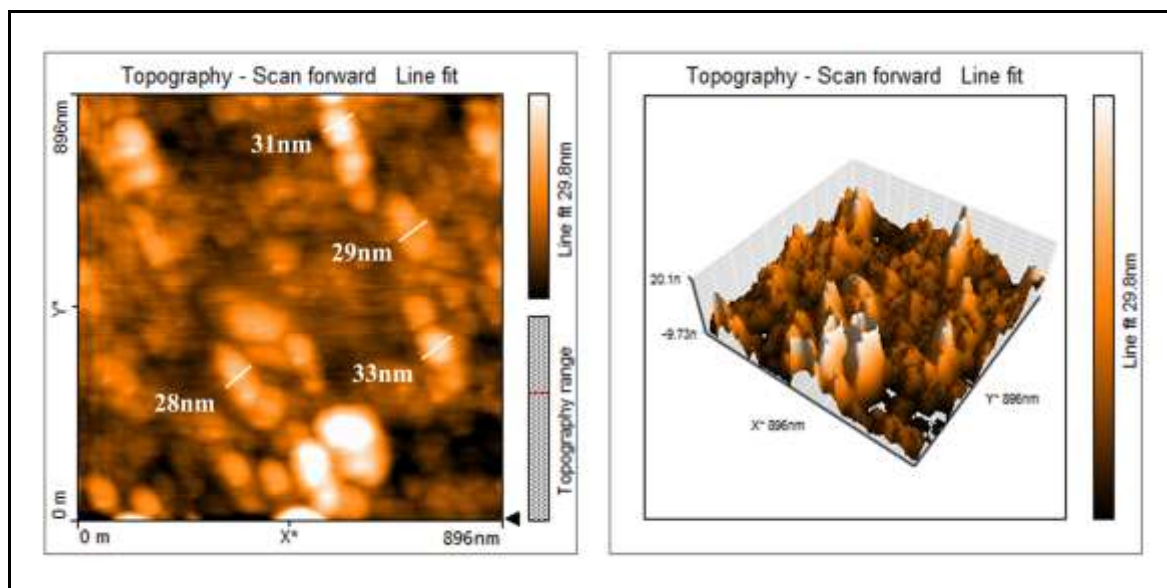 Topography - Scan forward Line fit
896nm
Y*
0 m
0 m
X*
896nm
31nm
29nm
33nm
28nm
Line fit 29.8nm
Topography range
Topography - Scan forward Line fit
20.1n
-9.73n
X* 896nm
Y* 896nm
Line fit 29.8nm